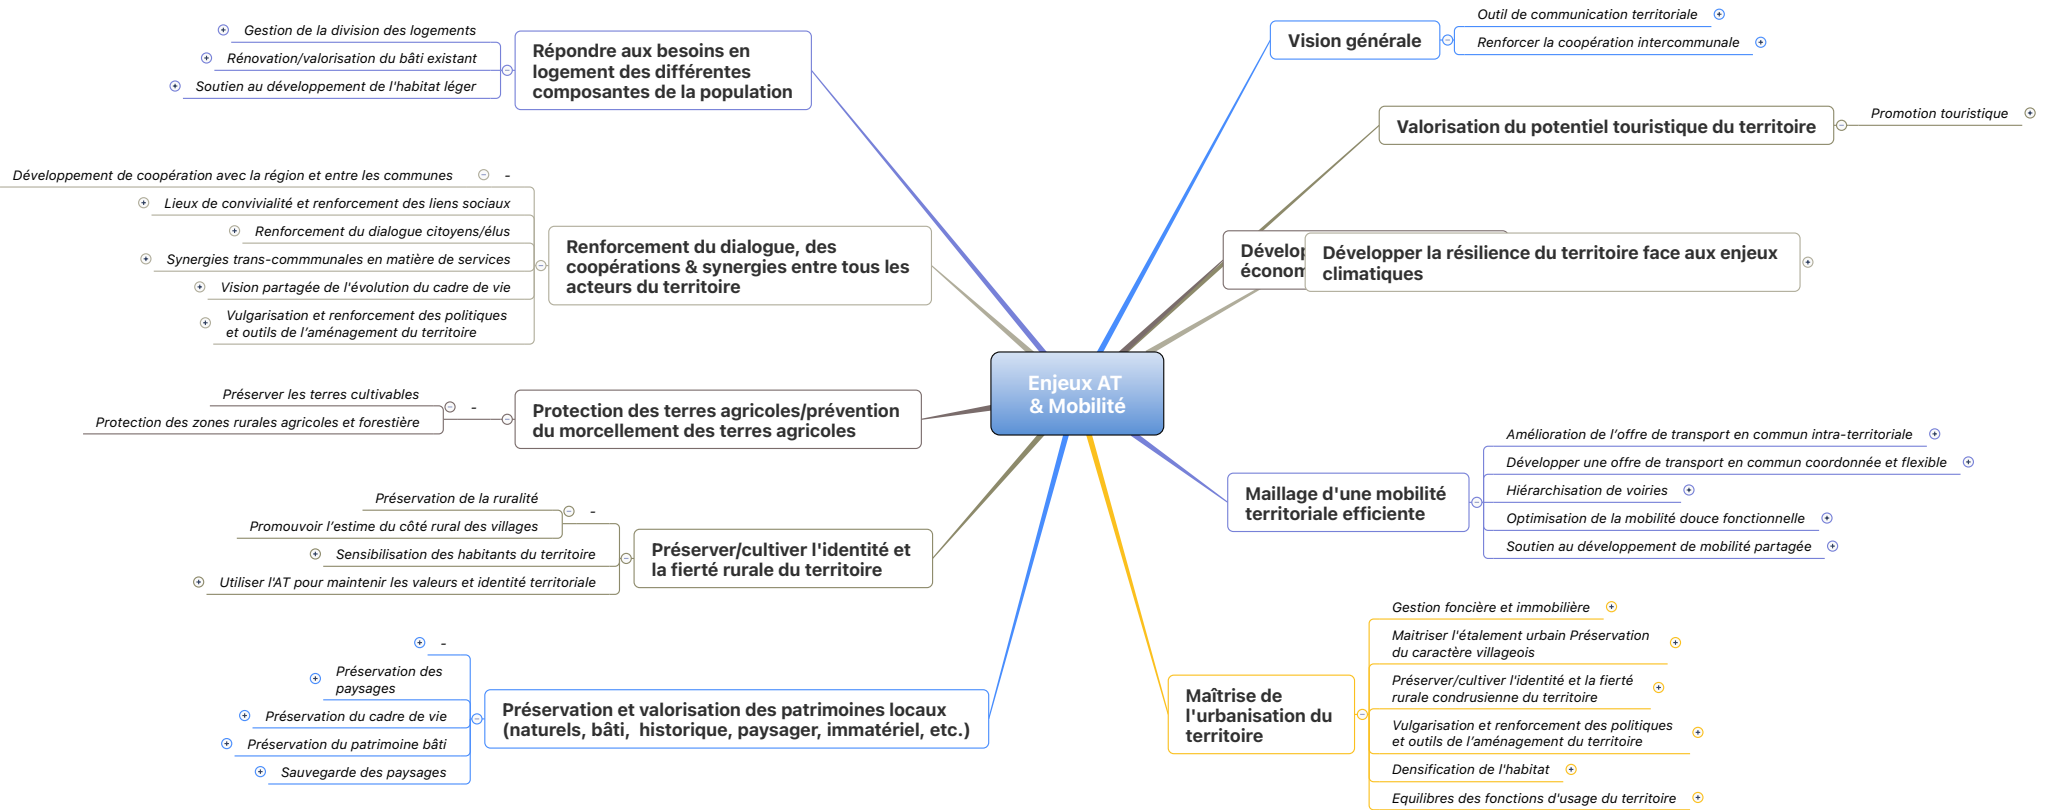 Enjeux AT
& Mobilité
Vision générale
Outil de communication territoriale
Renforcer la coopération intercommunale
Valorisation du potentiel touristique du territoire
Promotion touristique
Dévelop
économ
Développer la résilience du territoire face aux enjeux
climatiques
Maillage d'une mobilité
territoriale efficiente
Amélioration de l’offre de transport en commun intra-territoriale
Développer une offre de transport en commun coordonnée et flexible
Hiérarchisation de voiries
Optimisation de la mobilité douce fonctionnelle
Soutien au développement de mobilité partagée
Maîtrise de
l'urbanisation du
territoire
Gestion foncière et immobilière
Maitriser l'étalement urbain Préservation
du caractère villageois
Préserver/cultiver l'identité et la fierté
rurale condrusienne du territoire
Vulgarisation et renforcement des politiques
et outils de l’aménagement du territoire
Densification de l'habitat
Equilibres des fonctions d'usage du territoire
Répondre aux besoins en
logement des différentes
composantes de la population
Gestion de la division des logements
Rénovation/valorisation du bâti existant
Soutien au développement de l'habitat léger
Renforcement du dialogue, des
coopérations & synergies entre tous les
acteurs du territoire
-
Développement de coopération avec la région et entre les communes
Lieux de convivialité et renforcement des liens sociaux
Renforcement du dialogue citoyens/élus
Synergies trans-commmunales en matière de services
Vision partagée de l'évolution du cadre de vie
Vulgarisation et renforcement des politiques
et outils de l’aménagement du territoire
Protection des terres agricoles/prévention
du morcellement des terres agricoles
-
Préserver les terres cultivables
Protection des zones rurales agricoles et forestière
Préserver/cultiver l'identité et
la fierté rurale du territoire
-
Préservation de la ruralité
Promouvoir l’estime du côté rural des villages
Sensibilisation des habitants du territoire
Utiliser l'AT pour maintenir les valeurs et identité territoriale
Préservation et valorisation des patrimoines locaux
(naturels, bâti,  historique, paysager, immatériel, etc.)
-
Préservation des
paysages
Préservation du cadre de vie
Préservation du patrimoine bâti
Sauvegarde des paysages